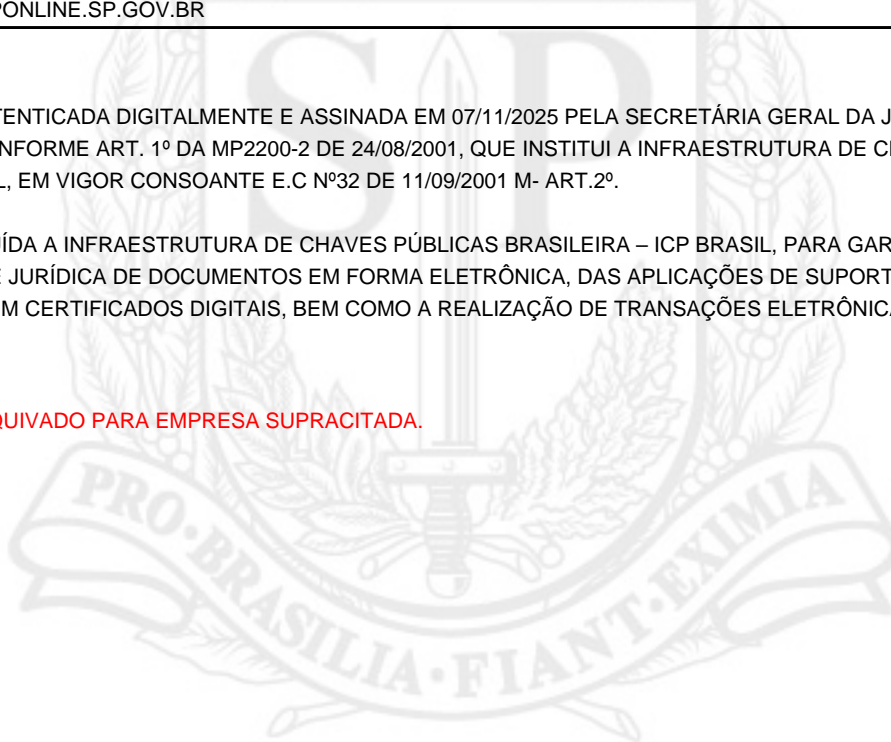 PONLINE.SP.GOV.BR
TENTICADA DIGITALMENTE E ASSINADA EM 07/11/2025 PELA SECRETÁRIA GERAL DA J
NFORME ART. 1º DA MP2200-2 DE 24/08/2001, QUE INSTITUI A INFRAESTRUTURA DE C
L, EM VIGOR CONSOANTE E.C Nº32 DE 11/09/2001 M- ART.2º.
ÍDA A INFRAESTRUTURA DE CHAVES PÚBLICAS BRASILEIRA – ICP BRASIL, PARA GAR
E JURÍDICA DE DOCUMENTOS EM FORMA ELETRÔNICA, DAS APLICAÇÕES DE SUPORT
M CERTIFICADOS DIGITAIS, BEM COMO A REALIZAÇÃO DE TRANSAÇÕES ELETRÔNICA
QUIVADO PARA EMPRESA SUPRACITADA.
SP
PRO·BRASILIA·FIANT·EXIMIA